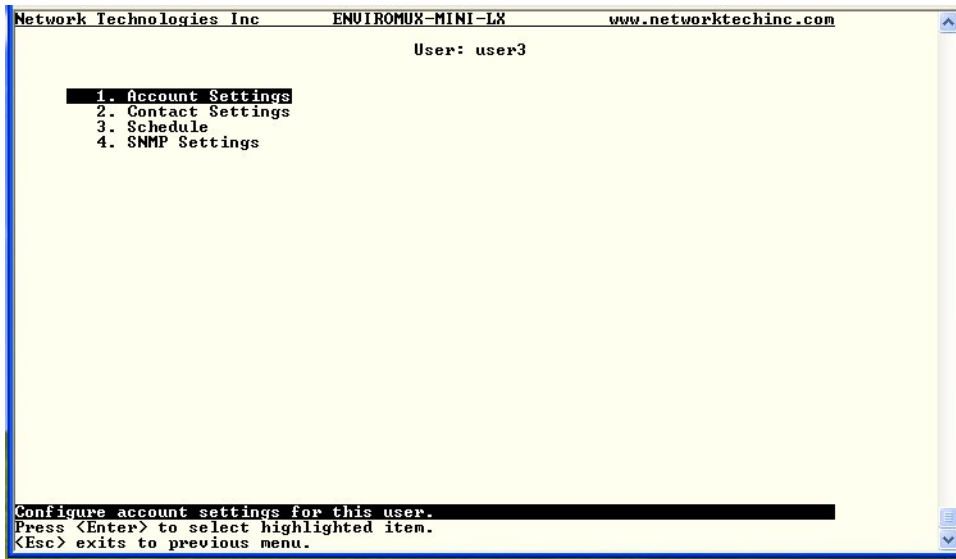 Network Technologies Inc ENVIROMUX-MINI-LX www.networktechinc.com
User: user3
1. Account Settings
2. Contact Settings
3. Schedule
4. SNMP Settings
Configure account settings for this user.
Press <Enter> to select highlighted item.
<Esc> exits to previous menu.